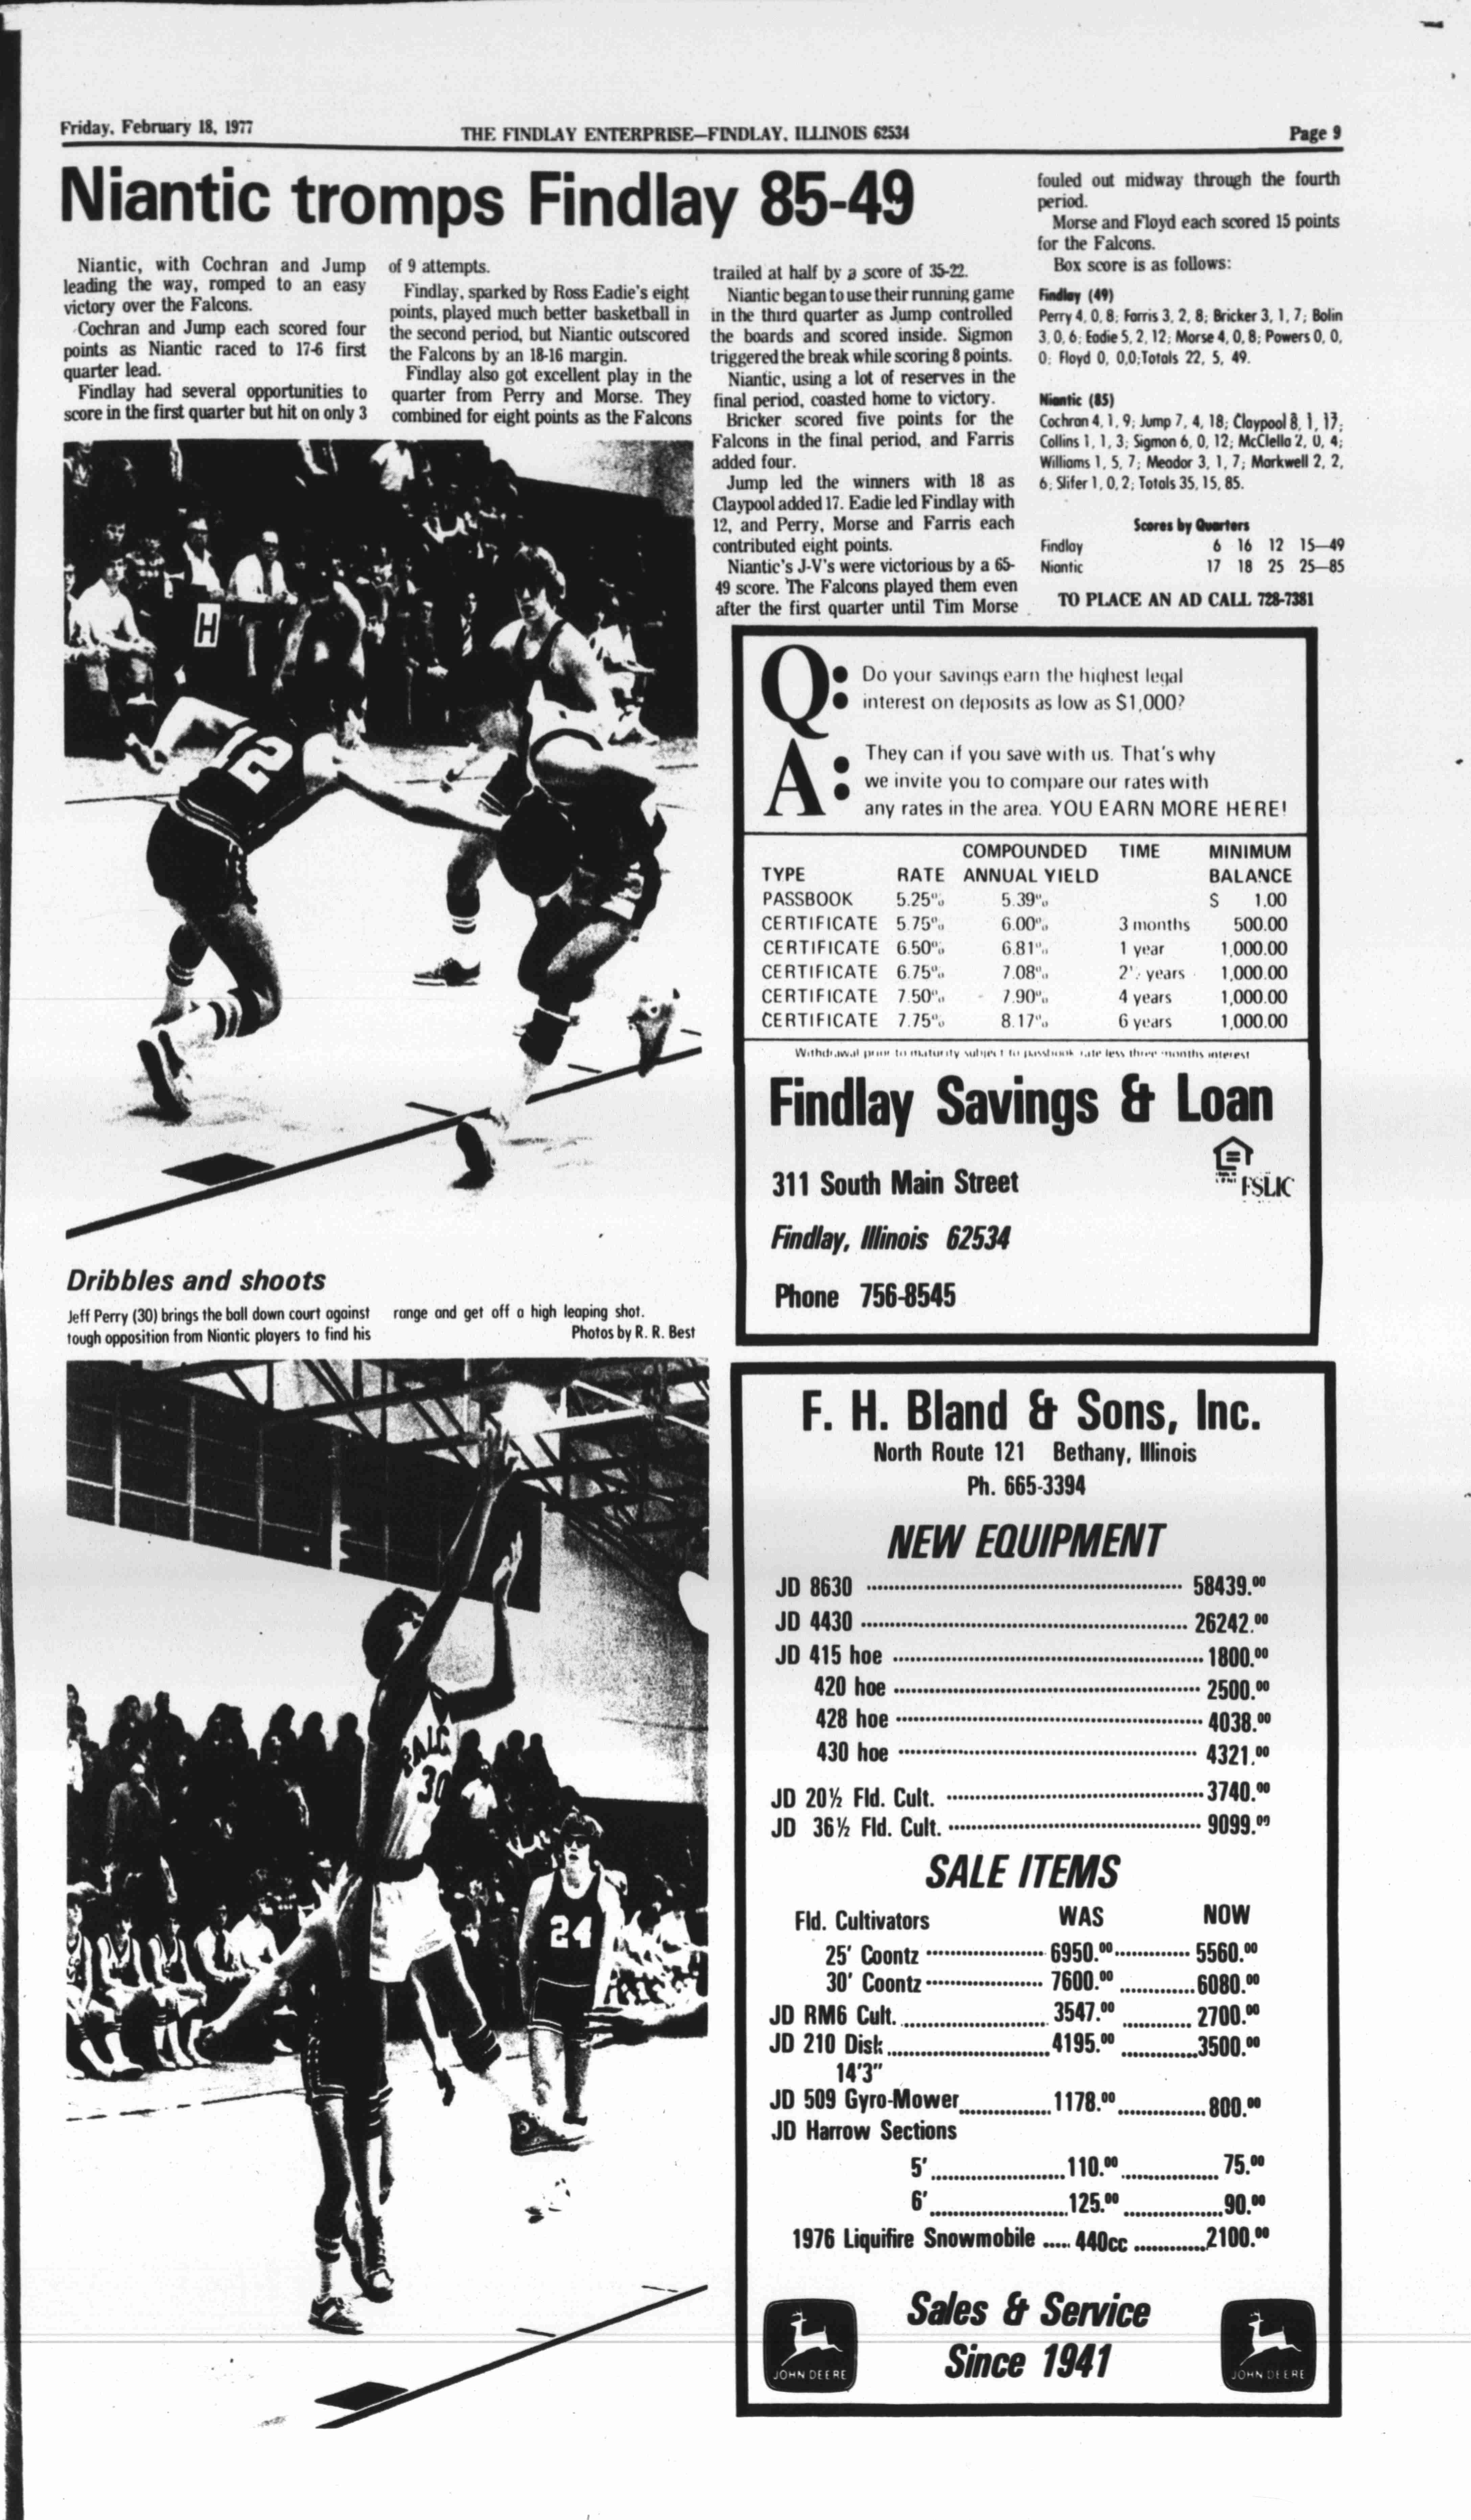 Friday, February 18, 1977
THE FINDLAY ENTERPRISE—FINDLAY, ILLINOIS 62534
Page 9
Niantic tromps Findlay 85-49
Niantic, with Cochran and Jump
leading the way, romped to an easy
victory over the Falcons.
Cochran and Jump each scored four
points as Niantic raced to 17-6 first
quarter lead.
Findlay had several opportunities to
score in the first quarter but hit on only 3
of 9 attempts.
Findlay, sparked by Ross Eadie's eight
points, played much better basketball in
the second period, but Niantic outscored
the Falcons by an 18-16 margin.
Findlay also got excellent play in the
quarter from Perry and Morse. They
combined for eight points as the Falcons
trailed at half by a score of 35-22.
Niantic began to use their running game
in the third quarter as Jump controlled
the boards and scored inside. Sigmon
triggered the break while scoring 8 points.
Niantic, using a lot of reserves in the
final period, coasted home to victory.
Bricker scored five points for the
Falcons in the final period, and Farris
added four.
Jump led the winners with 18 as
Claypool added 17. Eadie led Findlay with
12, and Perry, Morse and Farris each
contributed eight points.
Niantic's J-V's were victorious by a 65-
49 score. The Falcons played them even
after the first quarter until Tim Morse
fouled out midway through the fourth
period.
Morse and Floyd each scored 15 points
for the Falcons.
Box score is as follows:
Findlay (49)
Perry 4, 0, 8; Farris 3, 2, 8; Bricker 3, 1, 7; Bolin
3, 0, 6; Eadie 5, 2, 12; Morse 4, 0, 8; Powers 0, 0,
0; Floyd 0, 0,0;Totals 22, 5, 49.
Niantic (85)
Cochran 4, 1, 9; Jump 7, 4, 18; Claypool 8, 1, 17;
Collins 1, 1, 3; Sigmon 6, 0, 12; McClella 2, 0, 4;
Williams 1, 5, 7; Meador 3, 1, 7; Markwell 2, 2,
6; Slifer 1, 0, 2; Totals 35, 15, 85.
Scores by Quarters
Findlay 6 16 12 15—49
Niantic 17 18 25 25—85
TO PLACE AN AD CALL 728-7381
H
12
Dribbles and shoots
Jeff Perry (30) brings the ball down court against
tough opposition from Niantic players to find his
range and get off a high leaping shot.
Photos by R. R. Best
30
24
Q: Do your savings earn the highest legal
interest on deposits as low as $1,000?
A: They can if you save with us. That's why
we invite you to compare our rates with
any rates in the area. YOU EARN MORE HERE!
COMPOUNDED TIME MINIMUM
TYPE RATE ANNUAL YIELD BALANCE
PASSBOOK 5.25% 5.39% $ 1.00
CERTIFICATE 5.75% 6.00% 3 months 500.00
CERTIFICATE 6.50% 6.81% 1 year 1,000.00
CERTIFICATE 6.75% 7.08% 2½ years 1,000.00
CERTIFICATE 7.50% 7.90% 4 years 1,000.00
CERTIFICATE 7.75% 8.17% 6 years 1,000.00
Withdrawal prior to maturity subject to passbook rate less three months interest
Findlay Savings & Loan
311 South Main Street
FSLIC
Findlay, Illinois 62534
Phone 756-8545
F. H. Bland & Sons, Inc.
North Route 121 Bethany, Illinois
Ph. 665-3394
NEW EQUIPMENT
JD 8630 58439.00
JD 4430 26242.00
JD 415 hoe 1800.00
420 hoe 2500.00
428 hoe 4038.00
430 hoe 4321.00
JD 20½ Fld. Cult. 3740.00
JD 36½ Fld. Cult. 9099.00
SALE ITEMS
Fld. Cultivators WAS NOW
25' Coontz 6950.00 5560.00
30' Coontz 7600.00 6080.00
JD RM6 Cult. 3547.00 2700.00
JD 210 Disk 4195.00 3500.00
14'3"
JD 509 Gyro-Mower 1178.00 800.00
JD Harrow Sections
5' 110.00 75.00
6' 125.00 90.00
1976 Liquifire Snowmobile 440cc 2100.00
Sales & Service
Since 1941
JOHN DEERE
JOHN DEERE